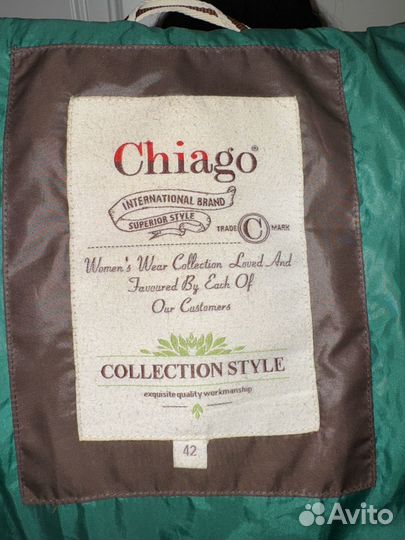 Chiago®
INTERNATIONAL BRAND
SUPERIOR STYLE
TRADE C MARK
Women's Wear Collection Loved And
Favoured By Each Of
Our Customers
COLLECTION STYLE
exquisite quality workmanship
42
Avito